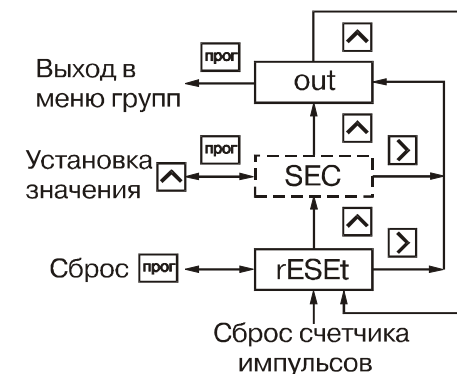 прог
out
Выход в
меню групп
прог
Установка
значения
SEC
Сброс
прог
rESEt
Сброс счетчика
импульсов